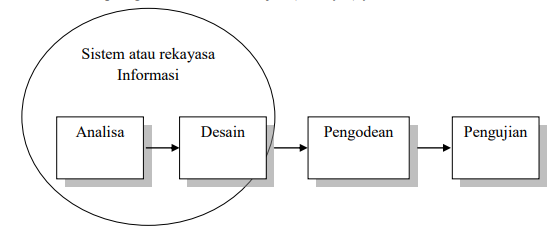 Sistem atau rekayasa
Informasi
Analisa
Desain
Pengodean
Pengujian